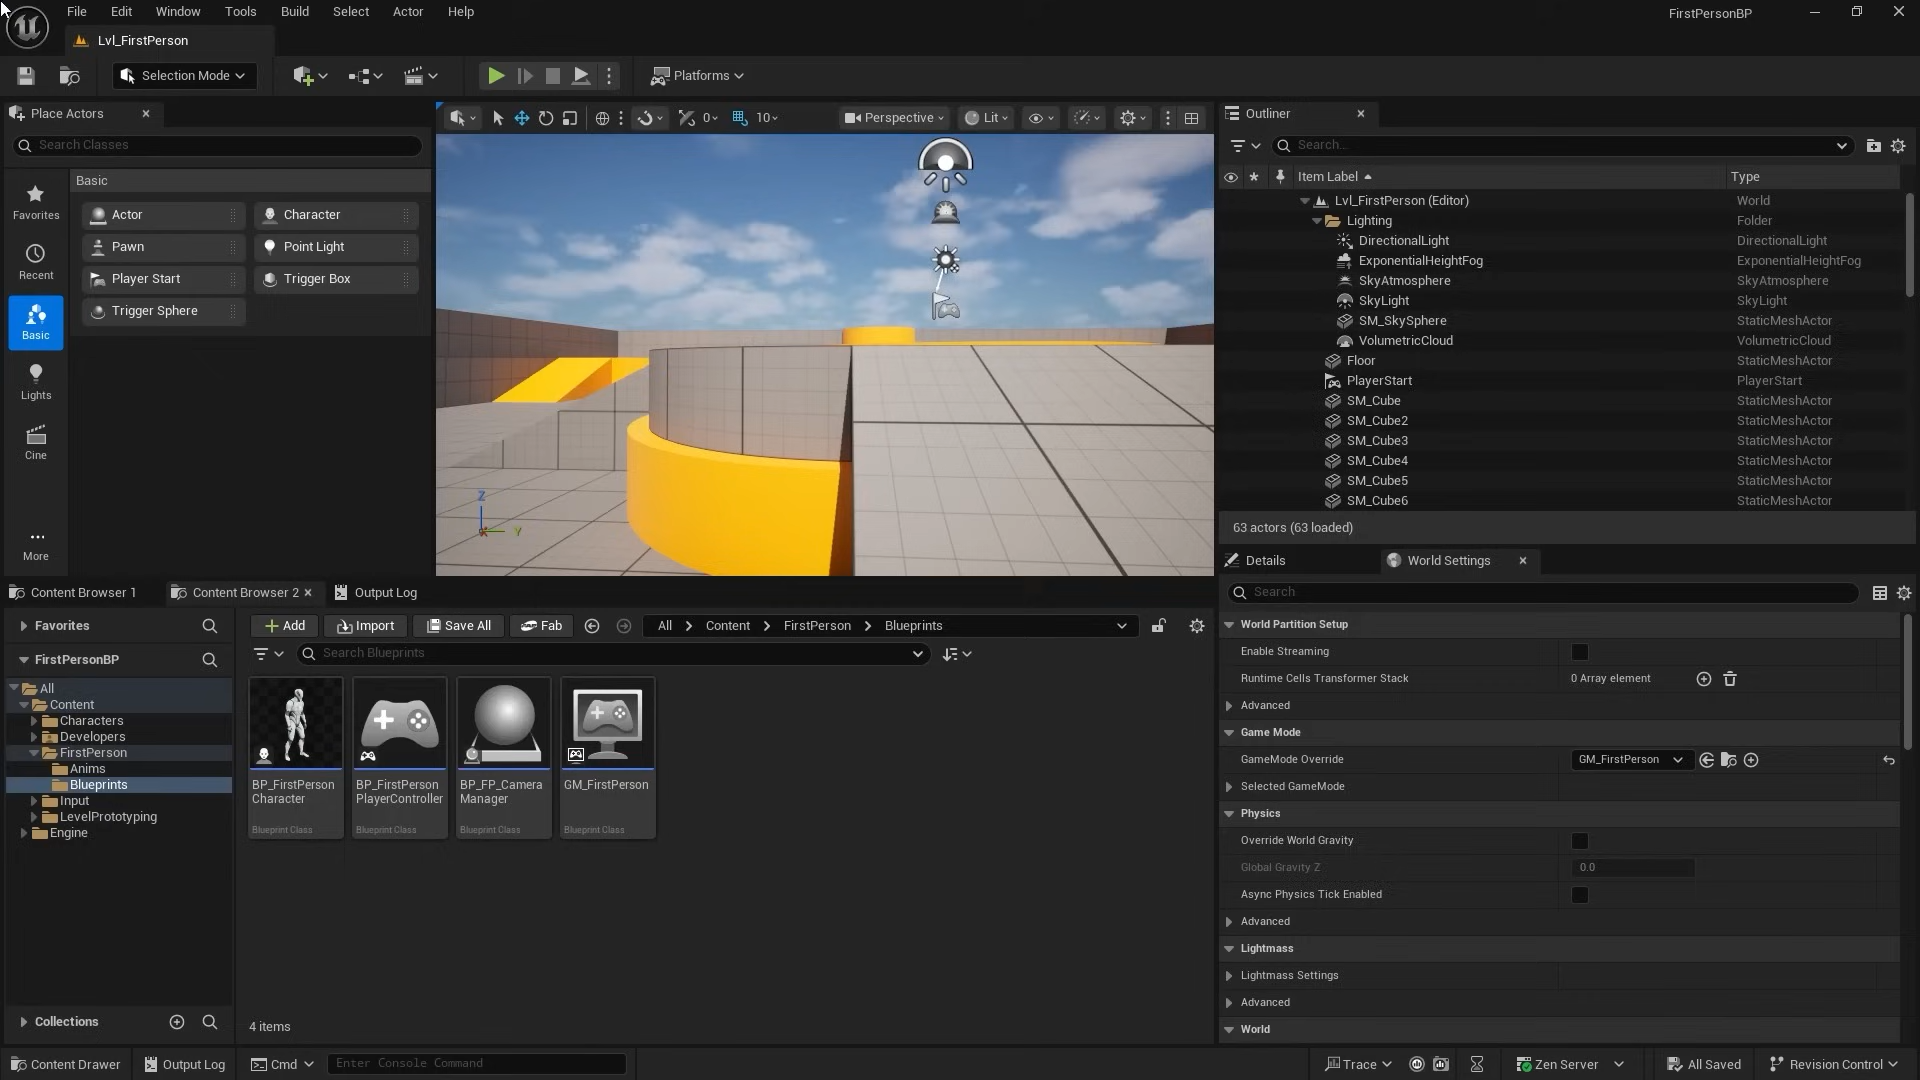 File Edit Window Tools Build Select Actor Help
FirstPersonBP
Lvl_FirstPerson
Selection Mode
Platforms
Place Actors
Search Classes
Favorites
Recent
Basic
Lights
Cine
More
Basic
Actor
Character
Pawn
Point Light
Player Start
Trigger Box
Trigger Sphere
0
10
Perspective
Lit
Z
X
Y
Outliner
Search...
Item Label
Type
Lvl_FirstPerson (Editor) World
Lighting Folder
DirectionalLight DirectionalLight
ExponentialHeightFog ExponentialHeightFog
SkyAtmosphere SkyAtmosphere
SkyLight SkyLight
SM_SkySphere StaticMeshActor
VolumetricCloud VolumetricCloud
Floor StaticMeshActor
PlayerStart PlayerStart
SM_Cube StaticMeshActor
SM_Cube2 StaticMeshActor
SM_Cube3 StaticMeshActor
SM_Cube4 StaticMeshActor
SM_Cube5 StaticMeshActor
SM_Cube6 StaticMeshActor
63 actors (63 loaded)
Details
World Settings
Search
World Partition Setup
Enable Streaming
Runtime Cells Transformer Stack 0 Array element
Advanced
Game Mode
GameMode Override GM_FirstPerson
Selected GameMode
Physics
Override World Gravity
Global Gravity Z 0.0
Async Physics Tick Enabled
Advanced
Lightmass
Lightmass Settings
Advanced
World
Content Browser 1
Content Browser 2
Output Log
Favorites
FirstPersonBP
All
Content
Characters
Developers
FirstPerson
Anims
Blueprints
Input
LevelPrototyping
Engine
Collections
Add
Import
Save All
Fab
All > Content > FirstPerson > Blueprints
Search Blueprints
BP_FirstPerson
Character
Blueprint Class
BP_FirstPerson
PlayerController
Blueprint Class
BP_FP_Camera
Manager
Blueprint Class
GM_FirstPerson
Blueprint Class
4 items
Content Drawer
Output Log
Cmd
Enter Console Command
Trace
Zen Server
All Saved
Revision Control